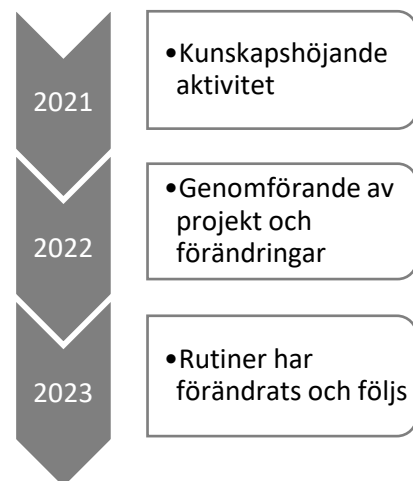 2021
•Kunskapshöjande
aktivitet
2022
•Genomförande av
projekt och
förändringar
2023
•Rutiner har
förändrats och följs